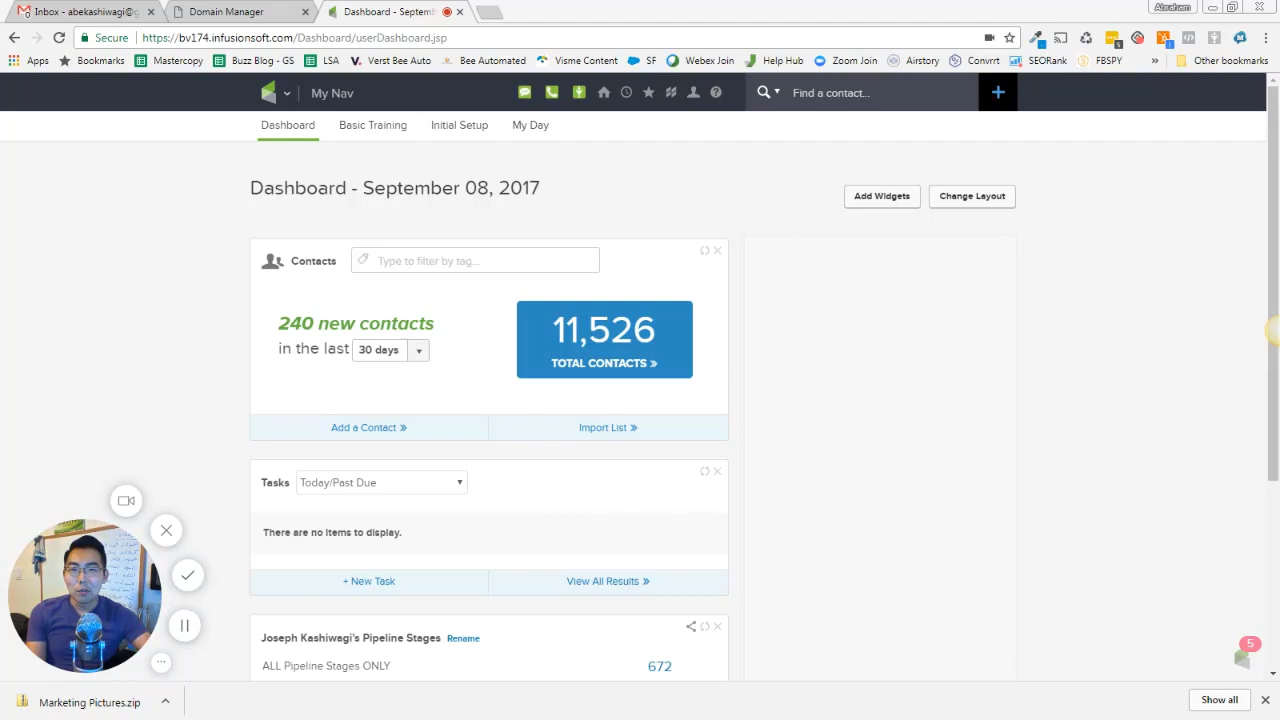 Inbox - abekashiwagi@g
Domain Manager
Dashboard - Septemb
Abraham
Secure
https://bv174.infusionsoft.com/Dashboard/userDashboard.jsp
Apps
Bookmarks
Mastercopy
Buzz Blog - GS
LSA
Verst Bee Auto
Bee Automated
Visme Content
SF
Webex Join
Help Hub
Zoom Join
Airstory
Convrt
SEORank
FBSPY
»
Other bookmarks
My Nav
Find a contact...
Dashboard
Basic Training
Initial Setup
My Day
Dashboard - September 08, 2017
Add Widgets
Change Layout
Contacts
Type to filter by tag...
240 new contacts
in the last 30 days
11,526
TOTAL CONTACTS »
Add a Contact »
Import List »
Tasks
Today/Past Due
There are no items to display.
+ New Task
View All Results »
Joseph Kashiwagi's Pipeline Stages Rename
ALL Pipeline Stages ONLY
672
5
Marketing Pictures.zip
Show all